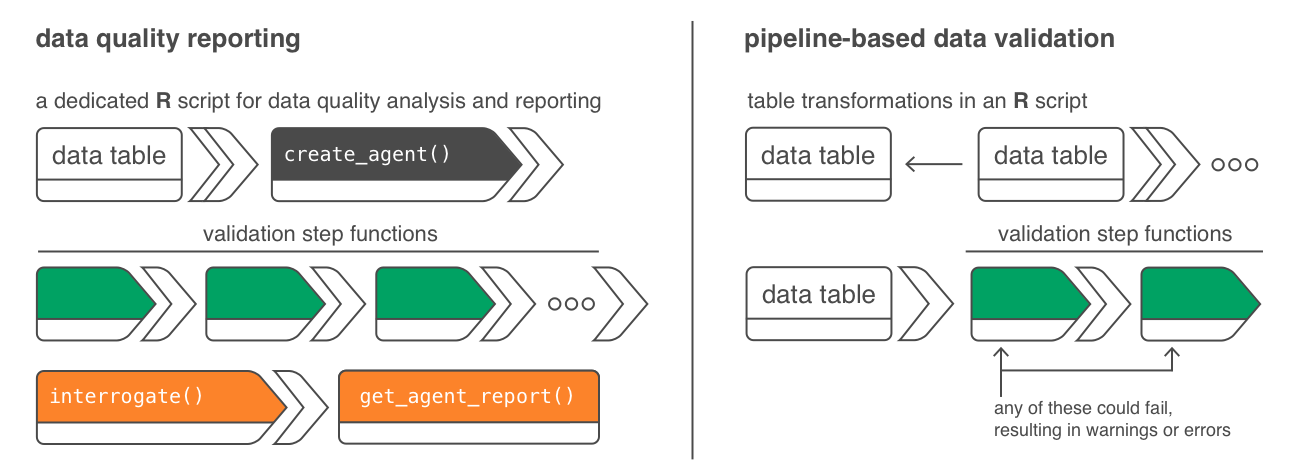 data quality reporting
a dedicated R script for data quality analysis and reporting
data table
create_agent()
validation step functions
interrogate()
get_agent_report()
pipeline-based data validation
table transformations in an R script
data table
data table
validation step functions
data table
any of these could fail,
resulting in warnings or errors